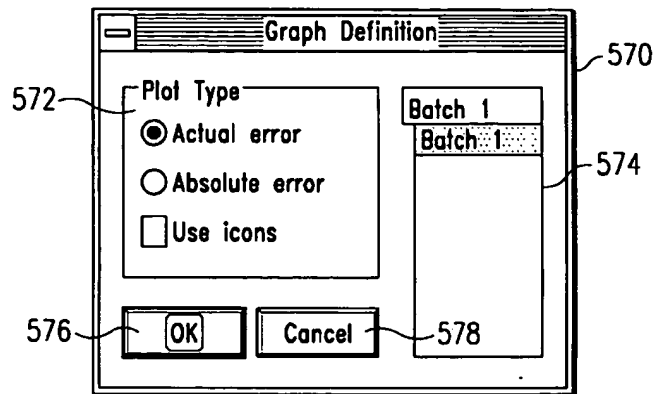 Graph Definition
570
572
Plot Type
Actual error
Absolute error
Use icons
Batch 1
Batch 1
574
576
OK
Cancel
578